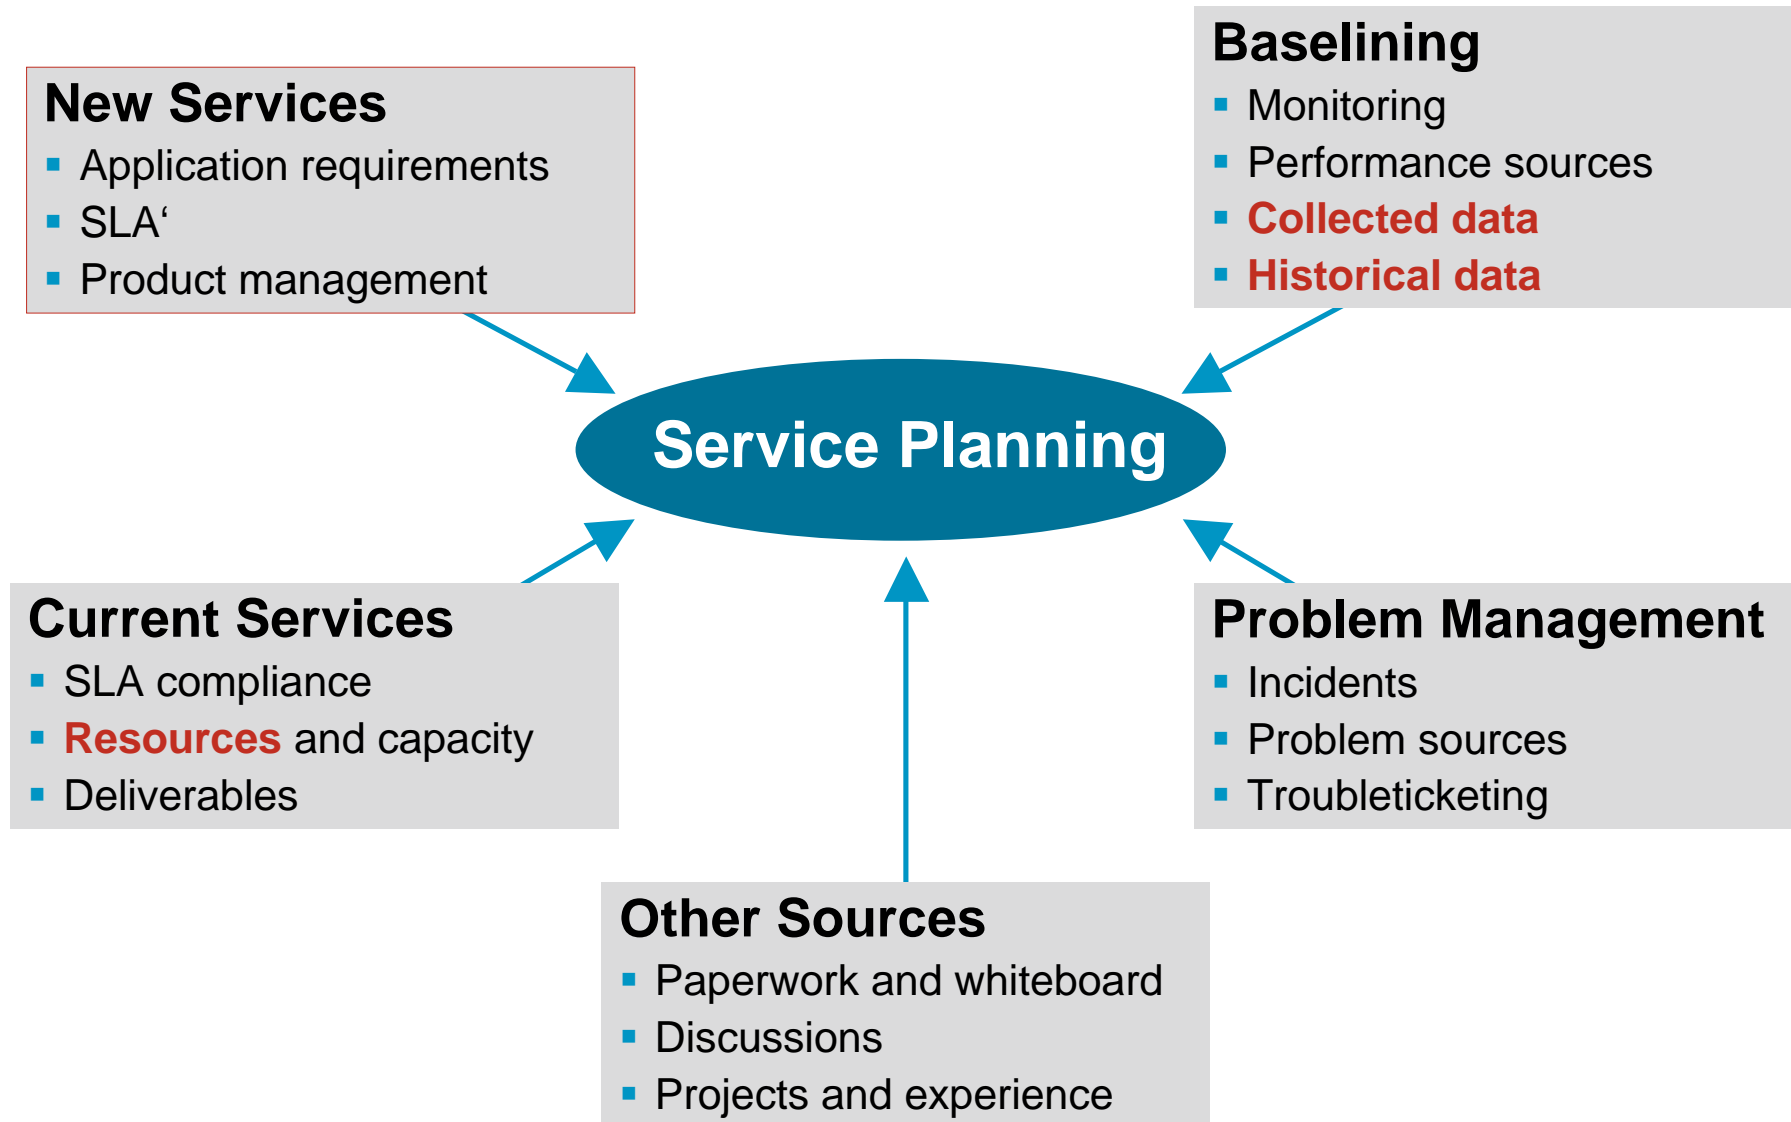 New Services
Application requirements
SLA‘
Product management
Baselining
Monitoring
Performance sources
Collected data
Historical data
Service Planning
Current Services
SLA compliance
Resources and capacity
Deliverables
Problem Management
Incidents
Problem sources
Troubleticketing
Other Sources
Paperwork and whiteboard
Discussions
Projects and experience